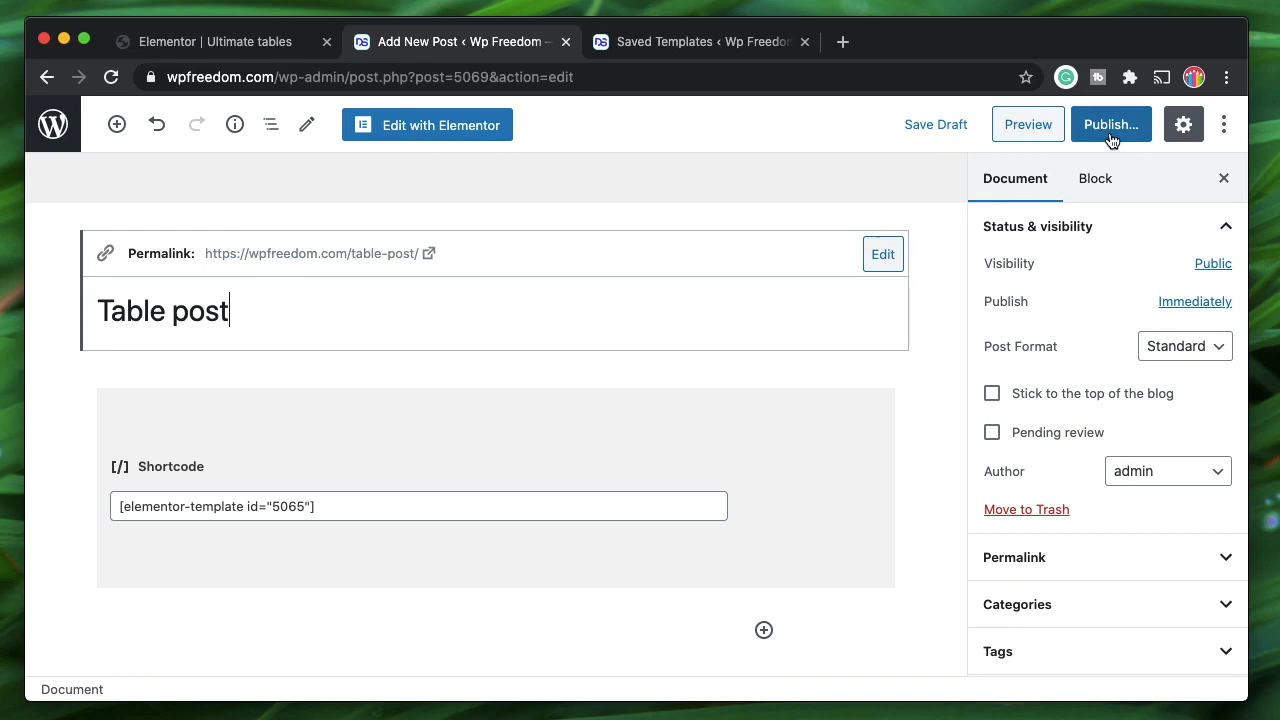 Elementor | Ultimate tables
Add New Post ‹ Wp Freedom –
Saved Templates ‹ Wp Freedom
wpfreedom.com/wp-admin/post.php?post=5069&action=edit
Edit with Elementor
Save Draft
Preview
Publish...
Document
Block
Permalink: https://wpfreedom.com/table-post/
Edit
Table post
[/] Shortcode
[elementor-template id="5065"]
Status & visibility
Visibility
Public
Publish
Immediately
Post Format
Standard
Stick to the top of the blog
Pending review
Author
admin
Move to Trash
Permalink
Categories
Tags
Document